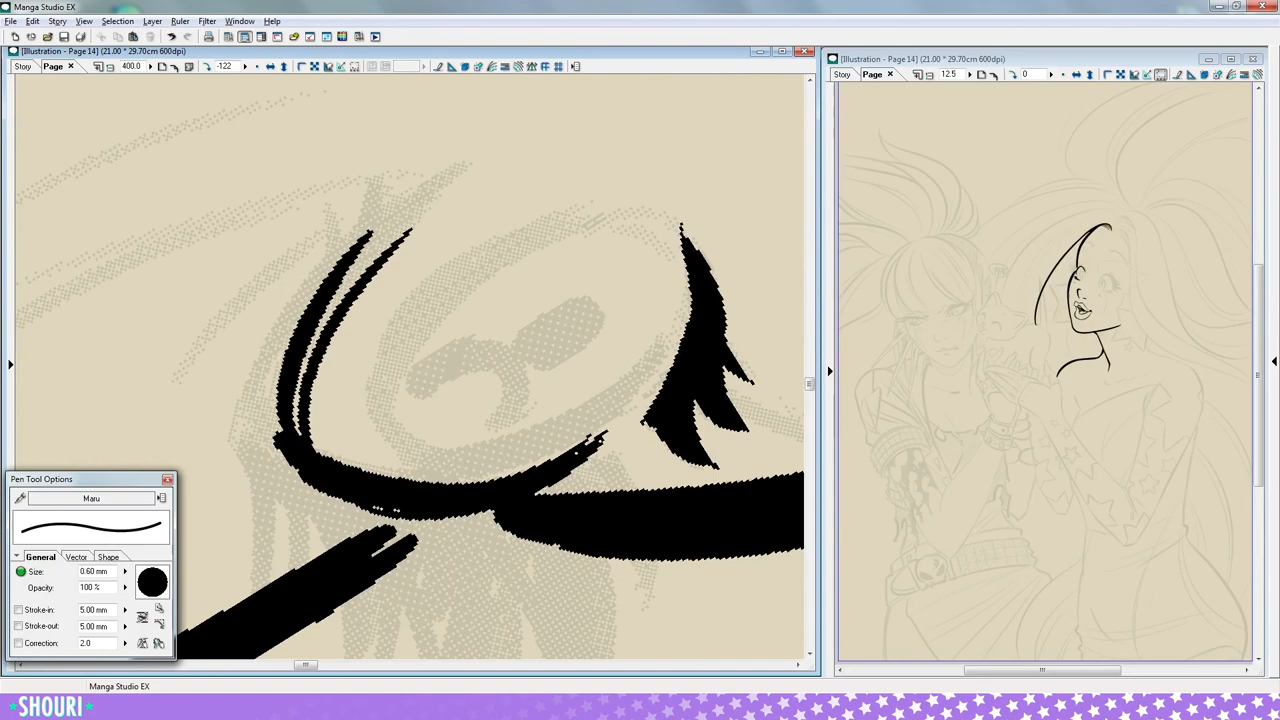 Manga Studio EX
File Edit Story View Selection Layer Ruler Filter Window Help
[Illustration - Page 14] (21.00 * 29.70cm 600dpi)
Story Page 400.0 -122
[Illustration - Page 14] (21.00 * 29.70cm 600dpi)
Story Page 12.5 0
Pen Tool Options
Maru
General Vector Shape
Size: 0.60 mm
Opacity: 100 %
Stroke-in: 5.00 mm
Stroke-out: 5.00 mm
Correction: 2.0
Manga Studio EX
SHOURI